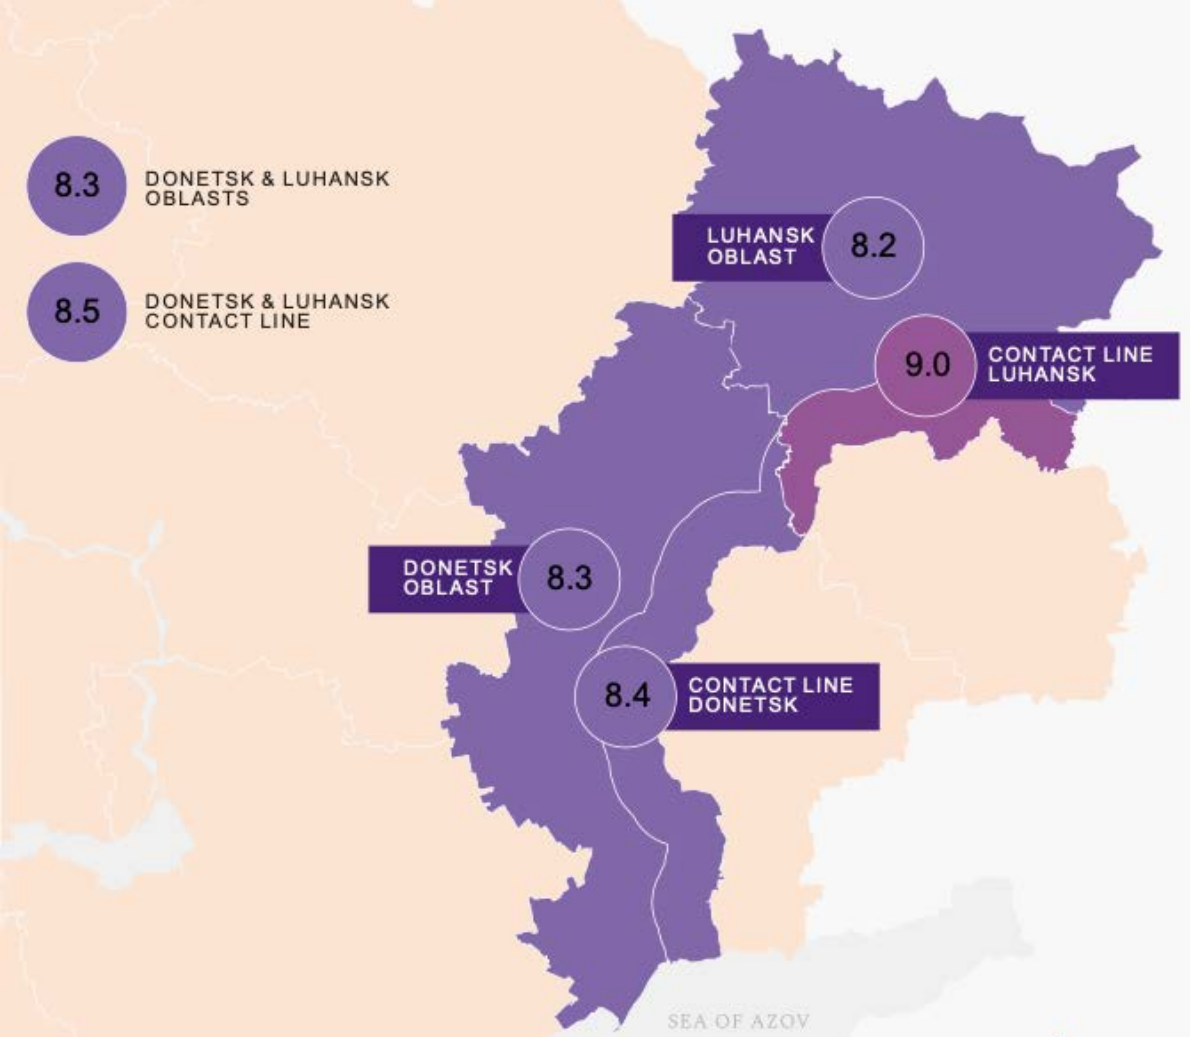 8.3
DONETSK & LUHANSK
OBLASTS
8.5
DONETSK & LUHANSK
CONTACT LINE
LUHANSK
OBLAST
8.2
9.0
CONTACT LINE
LUHANSK
DONETSK
OBLAST
8.3
8.4
CONTACT LINE
DONETSK
SEA OF AZOV